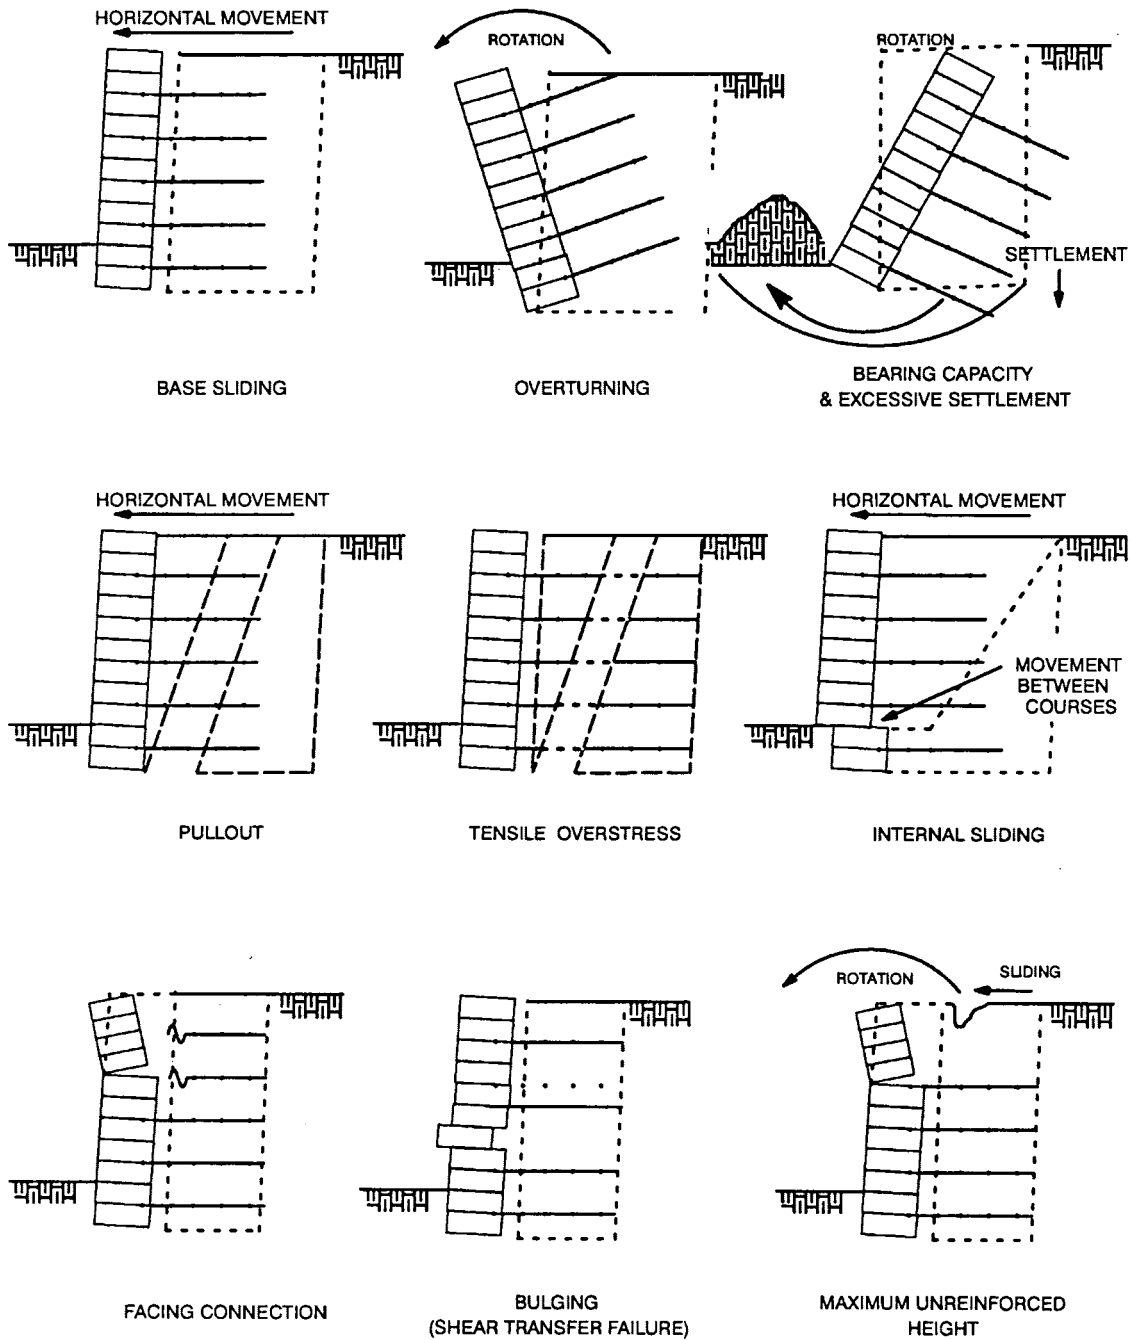 HORIZONTAL MOVEMENT
ROTATION
ROTATION
SETTLEMENT
BASE SLIDING
OVERTURNING
BEARING CAPACITY
& EXCESSIVE SETTLEMENT
HORIZONTAL MOVEMENT
HORIZONTAL MOVEMENT
MOVEMENT
BETWEEN
COURSES
PULLOUT
TENSILE OVERSTRESS
INTERNAL SLIDING
ROTATION
SLIDING
FACING CONNECTION
BULGING
(SHEAR TRANSFER FAILURE)
MAXIMUM UNREINFORCED
HEIGHT